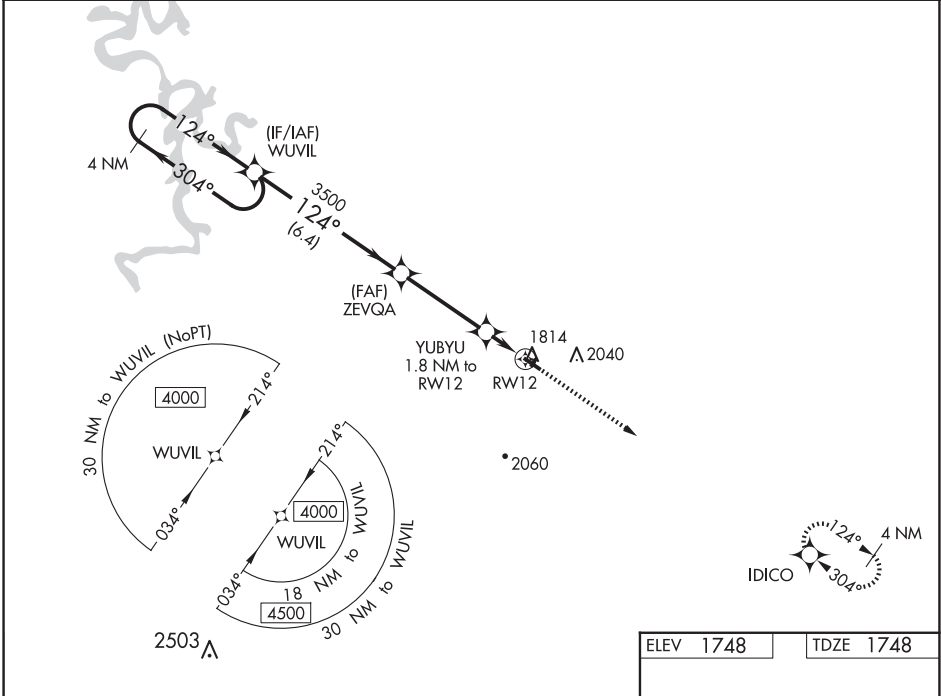 124°
304°
4 NM
(IF/IAF)
WUVIL
3500
124°
(6.4)
(FAF)
ZEVQA
YUBYU
1.8 NM to
RW12
RW12
1814
2040
2060
30 NM to WUVIL (NoPT)
4000
214°
WUVIL
034°
214°
4000
WUVIL
034°
18 NM to WUVIL
4500
30 NM to WUVIL
2503
IDICO
124°
304°
4 NM
ELEV 1748
TDZE 1748